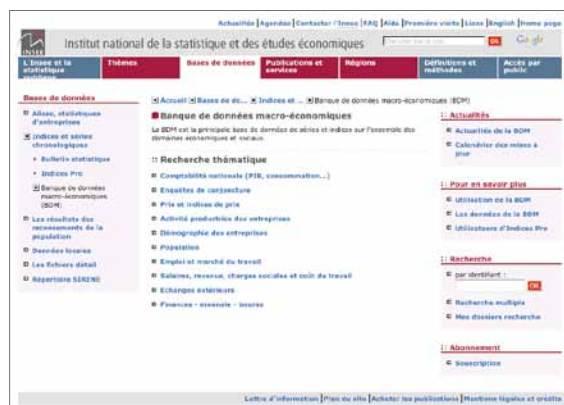 Actualités |Agendas| Contacter l'Insee |FAQ |Aide |Première visite |Liens |English |Home page
INSEE
Institut national de la statistique et des études économiques
OK
Google
L'Insee et la statistique publique
Thèmes
Bases de données
Publications et services
Régions
Définitions et méthodes
Accès par public
Bases de données
Alisse, statistiques d'entreprises
Indices et séries chronologiques
Bulletin statistique
Indices Pro
Banque de données macro-économiques (BDM)
Les résultats des recensements de la population
Données locales
Les fichiers détail
Répertoire SIRENE
Accueil Bases de do... Indices et ... Banque de données macro-économiques (BDM)
Banque de données macro-économiques
La BDM est la principale base de données de séries et indices sur l'ensemble des
domaines économiques et sociaux.
:: Recherche thématique
Comptabilité nationale (PIB, consommation...)
Enquêtes de conjoncture
Prix et indices de prix
Activité productrice des entreprises
Démographie des entreprises
Population
Emploi et marché du travail
Salaires, revenus, charges sociales et coût du travail
Echanges extérieurs
Finances - monnaie - bourse
:: Actualités
Actualités de la BDM
Calendrier des mises à jour
:: Pour en savoir plus
Utilisation de la BDM
Les données de la BDM
Utilisateurs d'Indices Pro
:: Recherche
par identifiant :
OK
Recherche multiple
Mes dossiers recherche
:: Abonnement
Souscription
Lettre d'information |Plan du site |Acheter les publications |Mentions légales et crédits